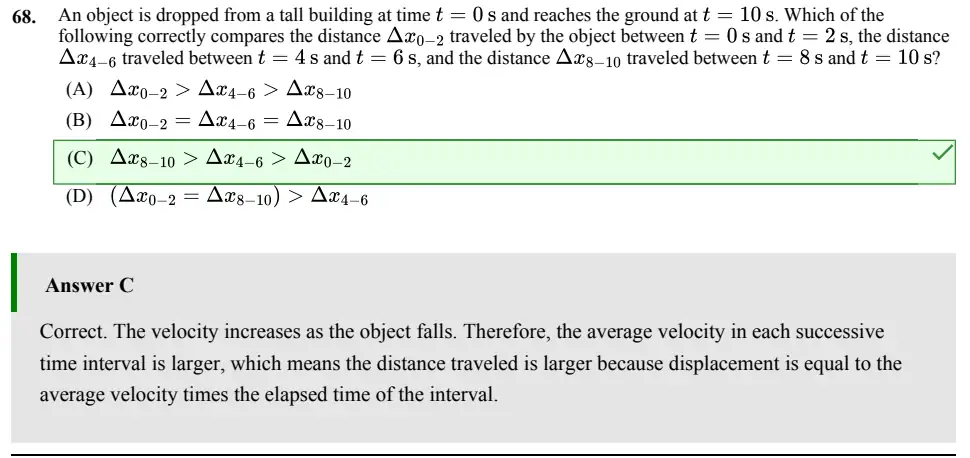 68. An object is dropped from a tall building at time t = 0 s and reaches the ground at t = 10 s. Which of the
following correctly compares the distance Δx₀₋₂ traveled by the object between t = 0 s and t = 2 s, the distance
Δx₄₋₆ traveled between t = 4 s and t = 6 s, and the distance Δx₈₋₁₀ traveled between t = 8 s and t = 10 s?
(A) Δx₀₋₂ > Δx₄₋₆ > Δx₈₋₁₀
(B) Δx₀₋₂ = Δx₄₋₆ = Δx₈₋₁₀
(C) Δx₈₋₁₀ > Δx₄₋₆ > Δx₀₋₂
(D) (Δx₀₋₂ = Δx₈₋₁₀) > Δx₄₋₆
Answer C
Correct. The velocity increases as the object falls. Therefore, the average velocity in each successive
time interval is larger, which means the distance traveled is larger because displacement is equal to the
average velocity times the elapsed time of the interval.